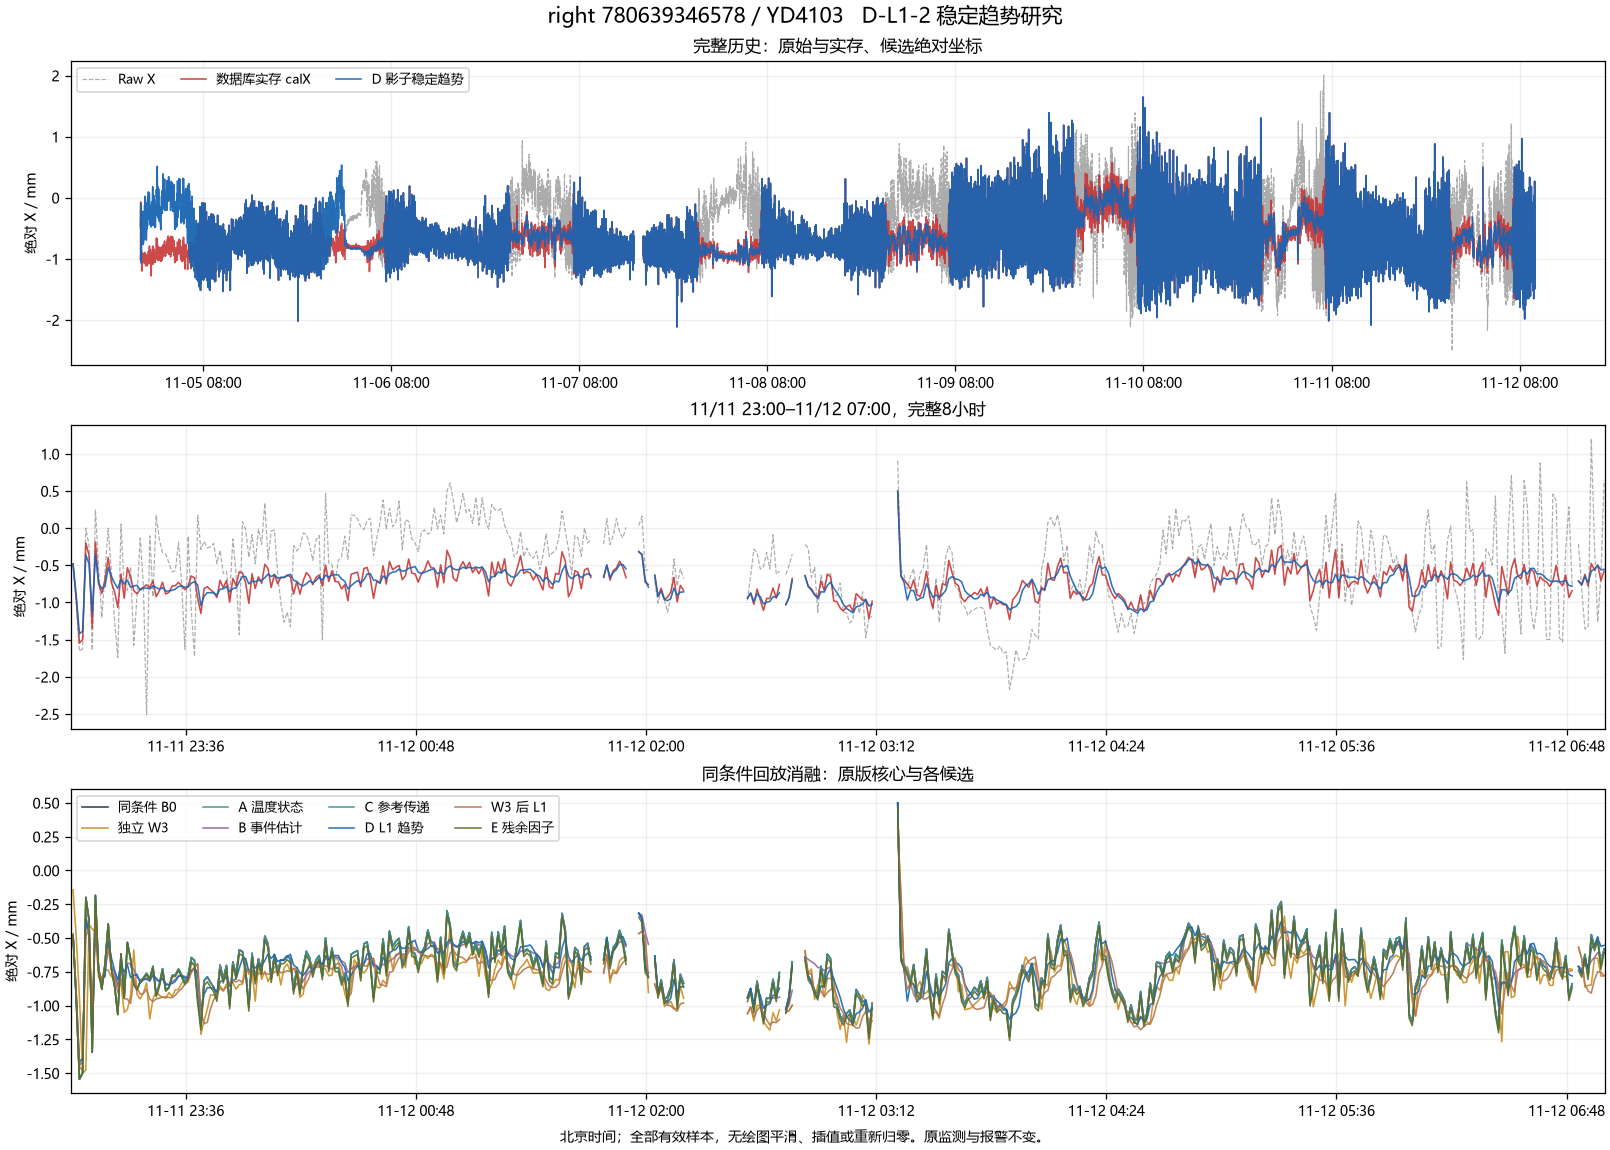 right 780639346578 / YD4103   D-L1-2 稳定趋势研究
完整历史：原始与实存、候选绝对坐标
Raw X   数据库实存 calX   D 影子稳定趋势
绝对 X / mm
2
1
0
-1
-2
11-05 08:00   11-06 08:00   11-07 08:00   11-08 08:00   11-09 08:00   11-10 08:00   11-11 08:00   11-12 08:00
11/11 23:00–11/12 07:00，完整8小时
绝对 X / mm
1.0
0.5
0.0
-0.5
-1.0
-1.5
-2.0
-2.5
11-11 23:36   11-12 00:48   11-12 02:00   11-12 03:12   11-12 04:24   11-12 05:36   11-12 06:48
同条件回放消融：原版核心与各候选
同条件 B0   A 温度状态   C 参考传递   W3 后 L1
独立 W3   B 事件估计   D L1 趋势   E 残余因子
绝对 X / mm
0.50
0.25
0.00
-0.25
-0.50
-0.75
-1.00
-1.25
-1.50
11-11 23:36   11-12 00:48   11-12 02:00   11-12 03:12   11-12 04:24   11-12 05:36   11-12 06:48
北京时间；全部有效样本，无绘图平滑、插值或重新归零。原监测与报警不变。